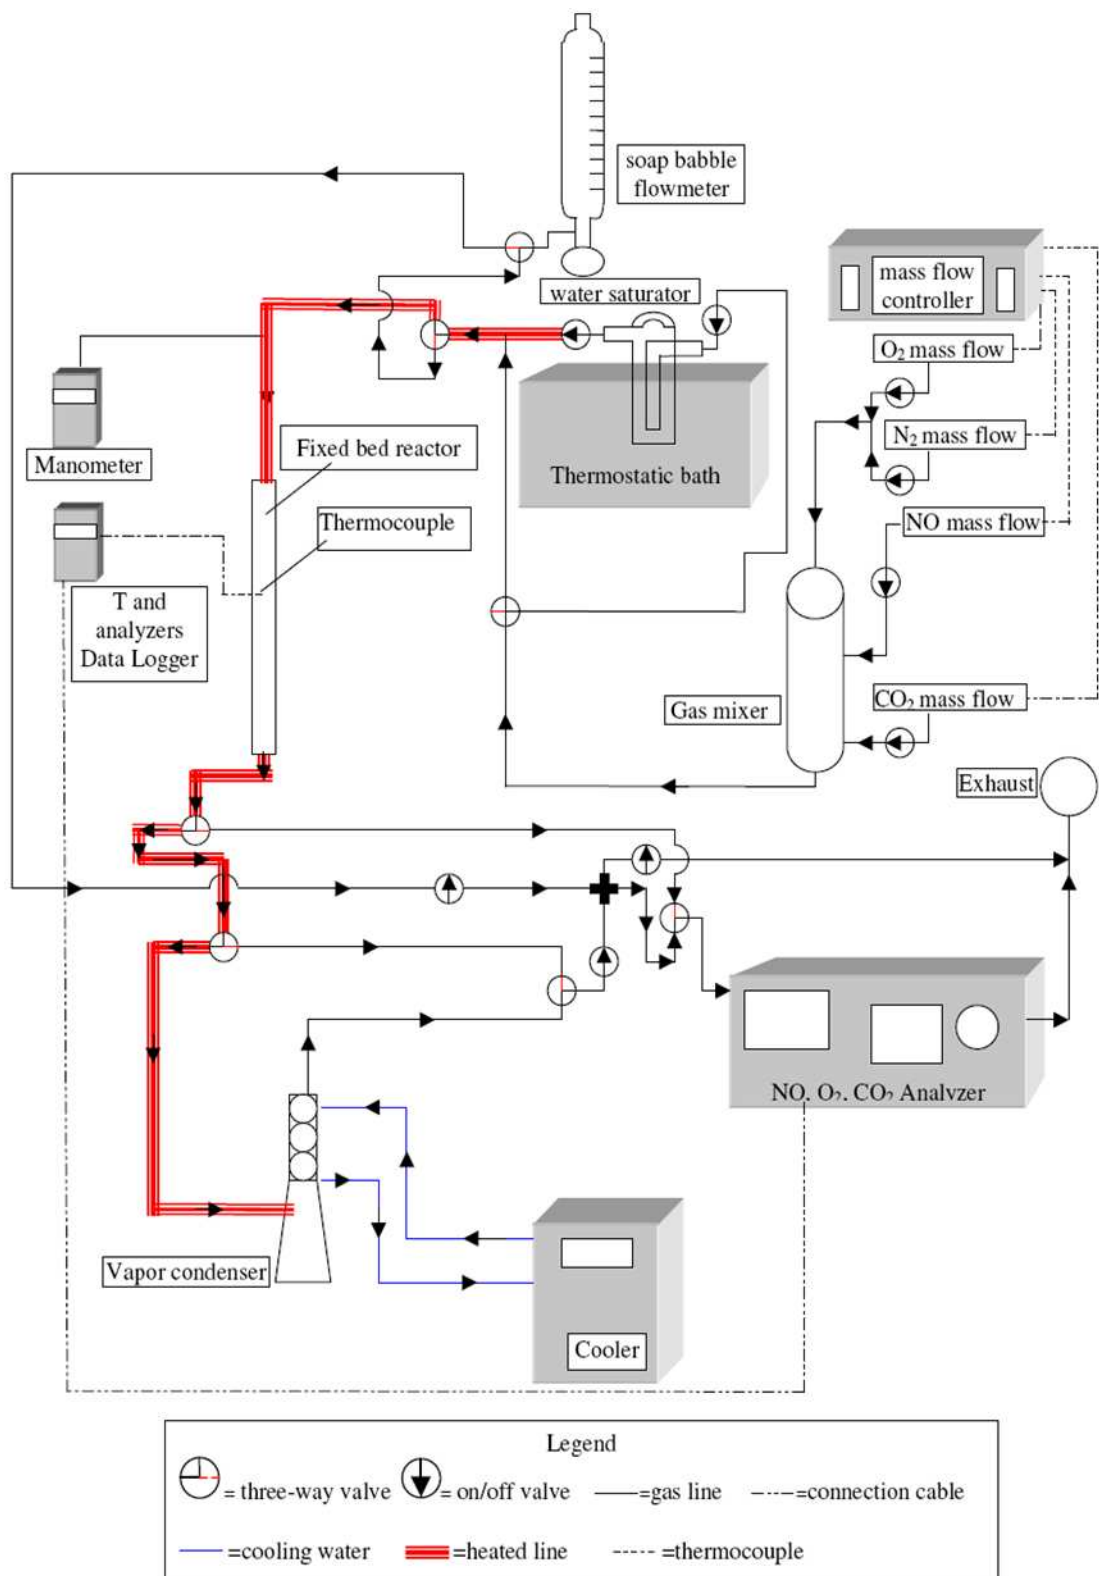 soap babble
flowmeter
mass flow
controller
water saturator
O₂ mass flow
N₂ mass flow
Fixed bed reactor
Manometer
Thermostatic bath
Thermocouple
NO mass flow
T and
analyzers
Data Logger
Gas mixer
CO₂ mass flow
Exhaust
NO, O₂, CO₂ Analyzer
Vapor condenser
Cooler
Legend
= three-way valve
= on/off valve
=gas line
=connection cable
=cooling water
=heated line
=thermocouple